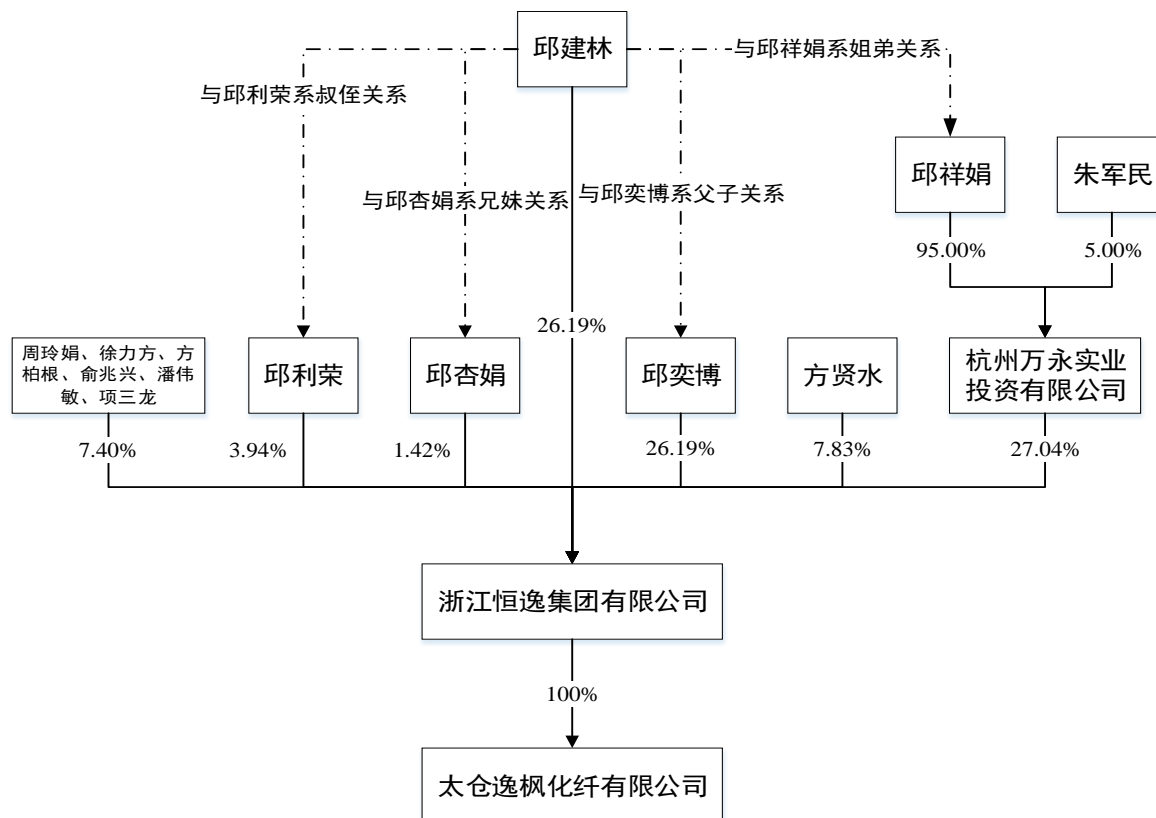 邱建林
与邱祥娟系姐弟关系
与邱利荣系叔侄关系
邱祥娟
朱军民
与邱杏娟系兄妹关系
与邱奕博系父子关系
95.00%
5.00%
26.19%
周玲娟、徐力方、方
柏根、俞兆兴、潘伟
敏、项三龙
邱利荣
邱杏娟
邱奕博
方贤水
杭州万永实业
投资有限公司
7.40%
3.94%
1.42%
26.19%
7.83%
27.04%
浙江恒逸集团有限公司
100%
太仓逸枫化纤有限公司